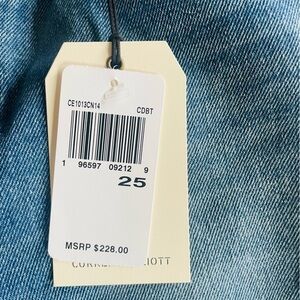 CE1013CN14 CDBT
1 96597 09212 9
25
MSRP $228.00